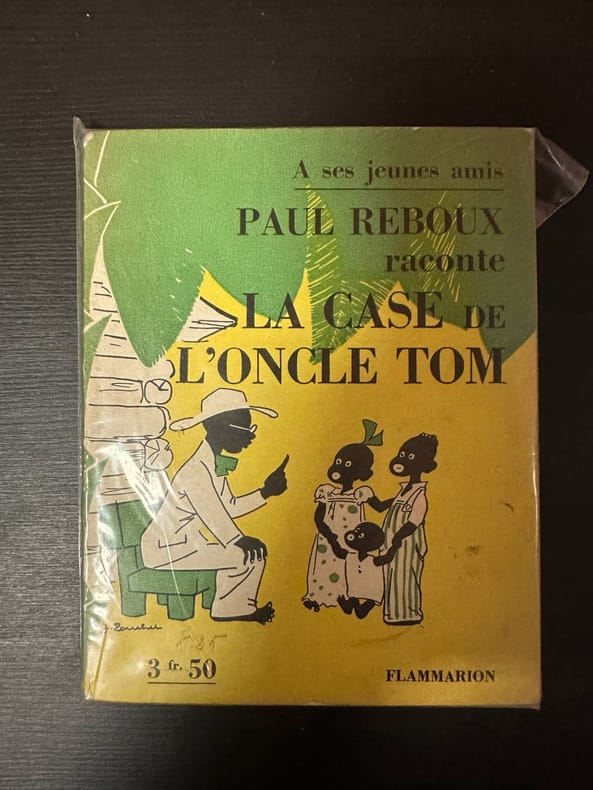 A ses jeunes amis
PAUL REBOUX
raconte
LA CASE DE
L'ONCLE TOM
3 fr. 50
FLAMMARION